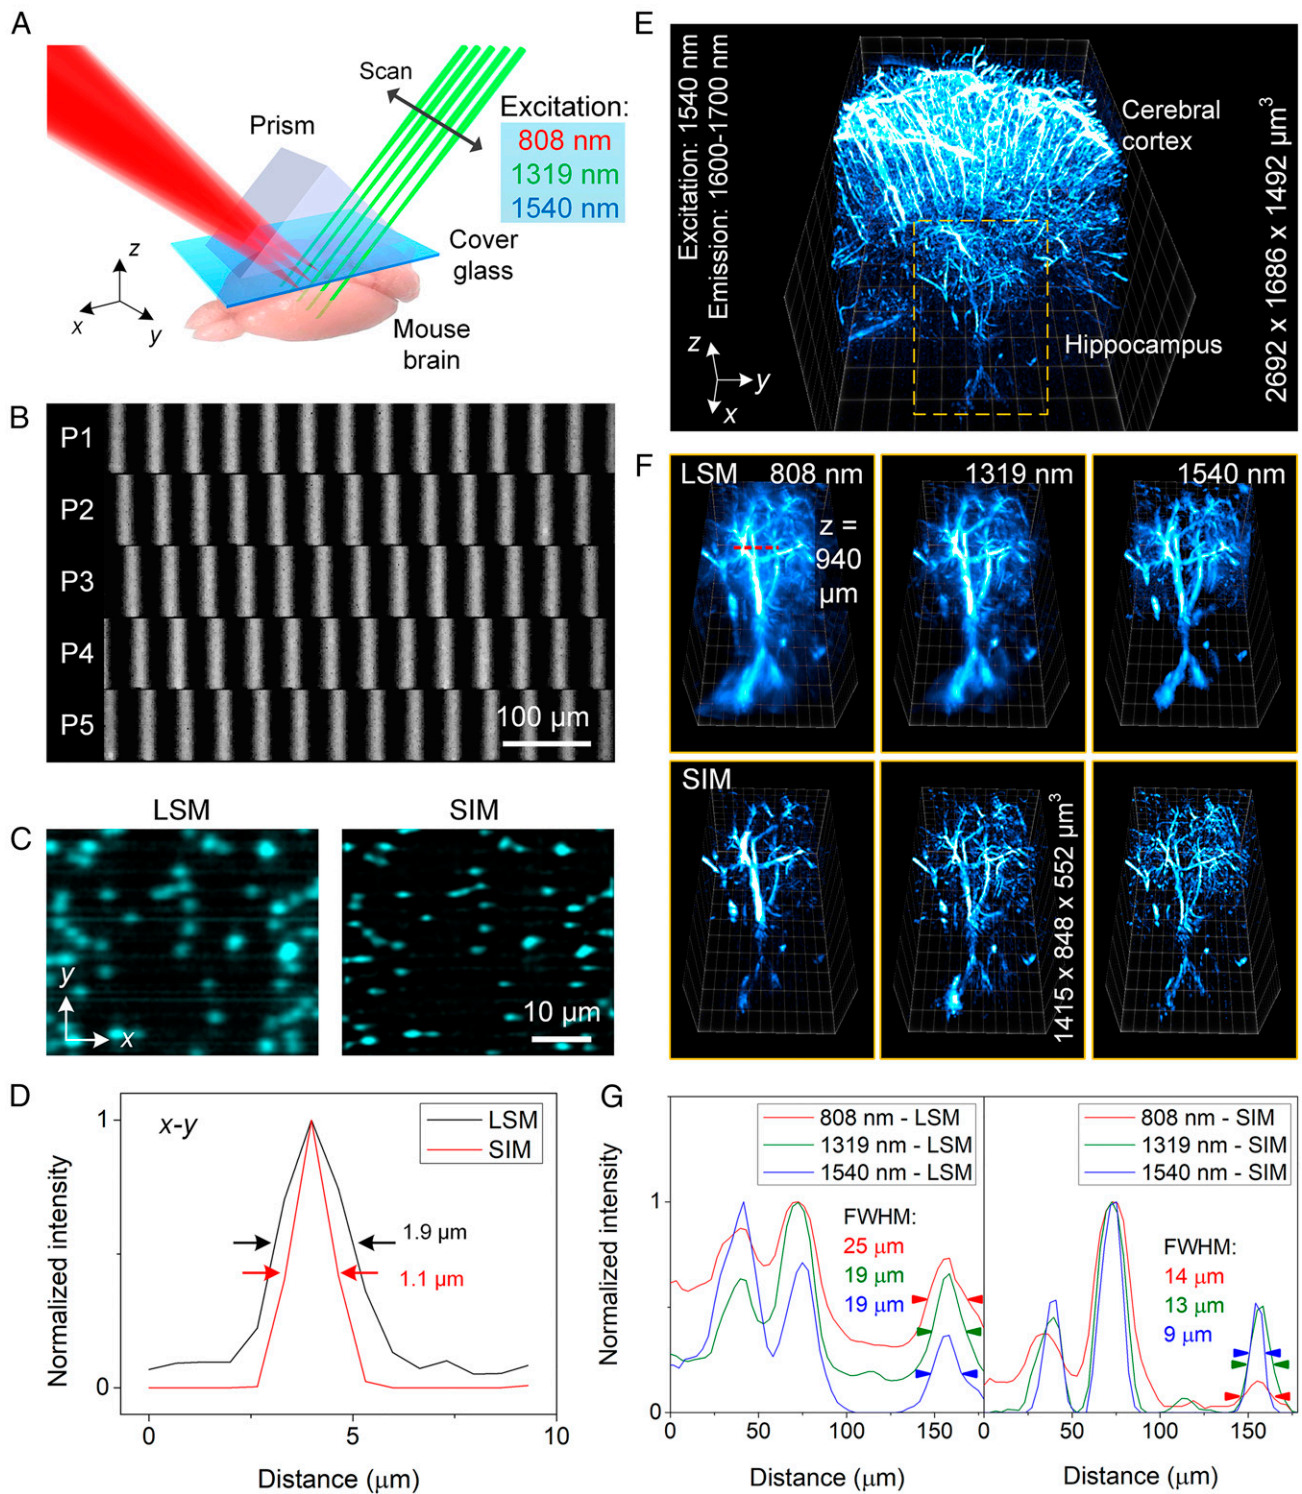 A
Scan
Prism
Excitation:
808 nm
1319 nm
1540 nm
Cover
glass
Mouse
brain
z
x
y
B
P1
P2
P3
P4
P5
100 µm
C
LSM
SIM
y
x
10 µm
D
x-y
LSM
SIM
1.9 µm
1.1 µm
Normalized intensity
1
0
0
5
10
Distance (µm)
E
Excitation: 1540 nm
Emission: 1600-1700 nm
Cerebral
cortex
Hippocampus
2692 x 1686 x 1492 µm³
z
y
x
F
LSM
808 nm
1319 nm
1540 nm
z =
940
µm
SIM
1415 x 848 x 552 µm³
G
808 nm - LSM
1319 nm - LSM
1540 nm - LSM
FWHM:
25 µm
19 µm
19 µm
808 nm - SIM
1319 nm - SIM
1540 nm - SIM
FWHM:
14 µm
13 µm
9 µm
Normalized intensity
1
0
0
50
100
150
0
50
100
150
Distance (µm)
Distance (µm)